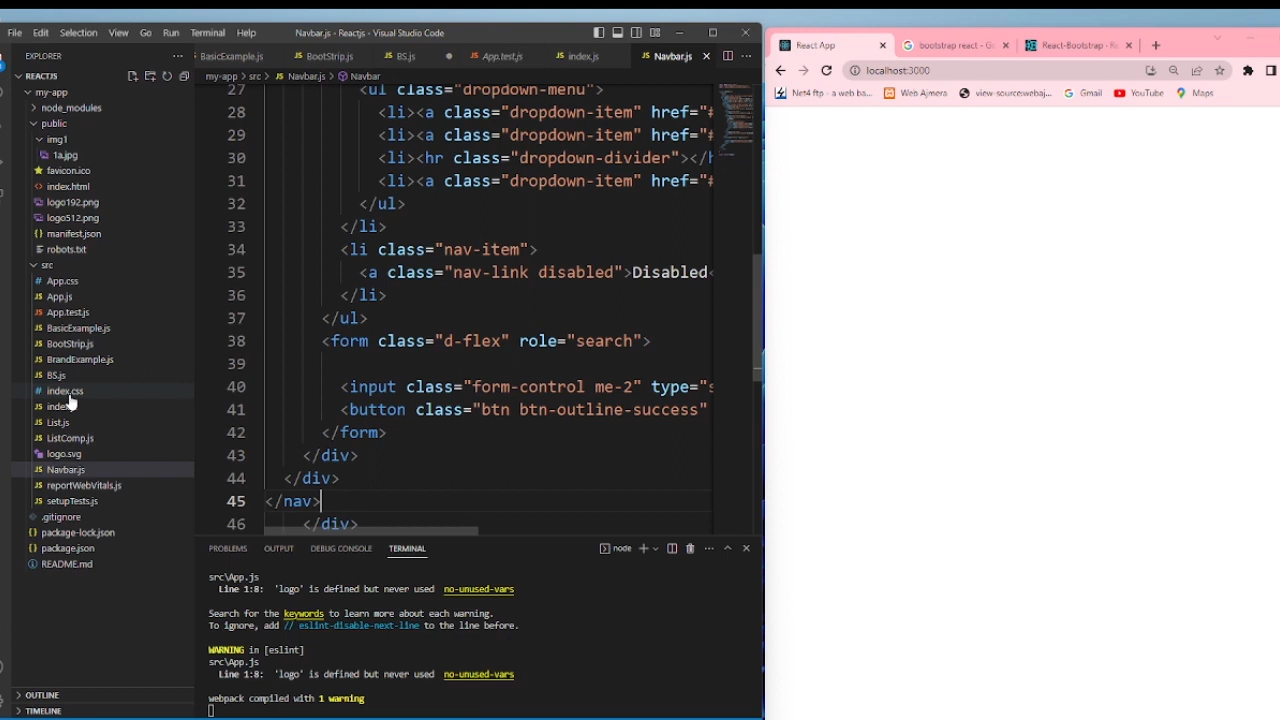 File Edit Selection View Go Run Terminal Help Navbar.js - Reactjs - Visual Studio Code
EXPLORER
REACTJS
my-app
node_modules
public
img1
1a.jpg
favicon.ico
index.html
logo192.png
logo512.png
manifest.json
robots.txt
src
App.css
App.js
App.test.js
BasicExample.js
BootStrip.js
BrandExample.js
BS.js
index.css
index
List.js
ListComp.js
logo.svg
Navbar.js
reportWebVitals.js
setupTests.js
.gitignore
package-lock.json
package.json
README.md
OUTLINE
TIMELINE
BasicExample.js BootStrip.js BS.js App.test.js index.js Navbar.js
my-app > src > Navbar.js > Navbar
27 <ul class="dropdown-menu">
28 <li><a class="dropdown-item" href="#
29 <li><a class="dropdown-item" href="#
30 <li><hr class="dropdown-divider"></h
31 <li><a class="dropdown-item" href="#
32 </ul>
33 </li>
34 <li class="nav-item">
35 <a class="nav-link disabled">Disabled<
36 </li>
37 </ul>
38 <form class="d-flex" role="search">
39
40 <input class="form-control me-2" type="s
41 <button class="btn btn-outline-success"
42 </form>
43 </div>
44 </div>
45 </nav>
46 </div>
PROBLEMS OUTPUT DEBUG CONSOLE TERMINAL node
src\App.js
Line 1:8: 'logo' is defined but never used no-unused-vars
Search for the keywords to learn more about each warning.
To ignore, add // eslint-disable-next-line to the line before.
WARNING in [eslint]
src\App.js
Line 1:8: 'logo' is defined but never used no-unused-vars
webpack compiled with 1 warning
React App bootstrap react - G React-Bootstrap · R
localhost:3000
Net4 ftp - a web ba... Web Ajmera view-source:webaj... Gmail YouTube Maps